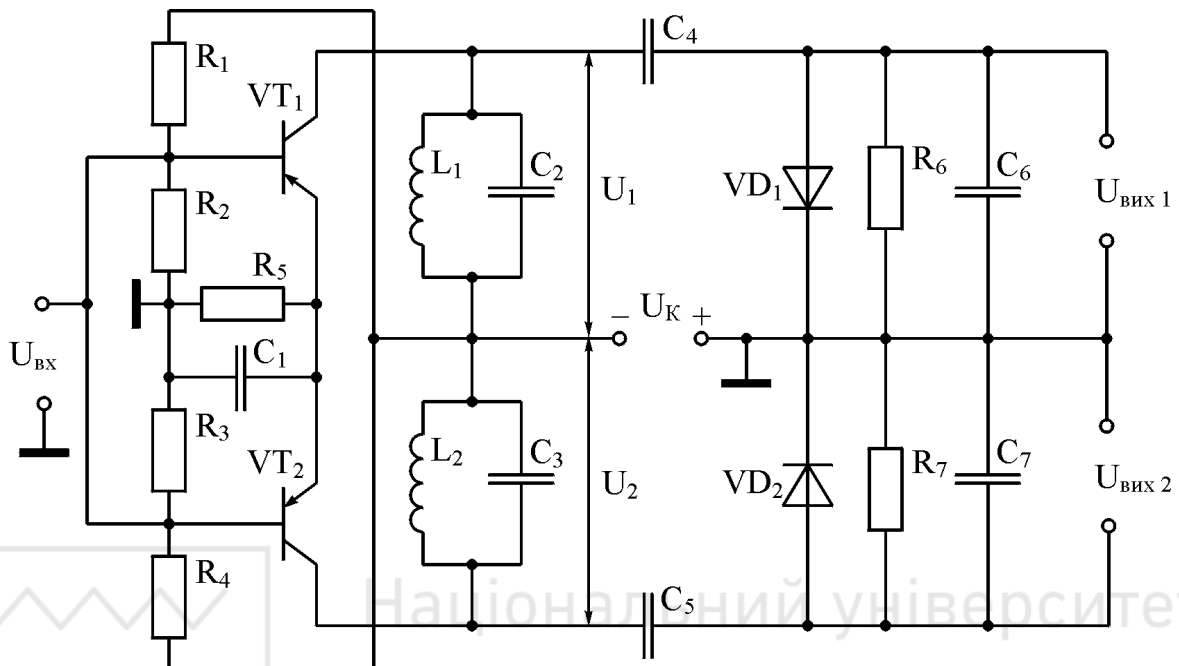 R1
VT1
R2
R5
Uвх
C1
R3
VT2
R4
L1
C2
U1
L2
C3
U2
C4
C5
− UК +
VD1
R6
C6
Uвих 1
VD2
R7
C7
Uвих 2
Національний університет